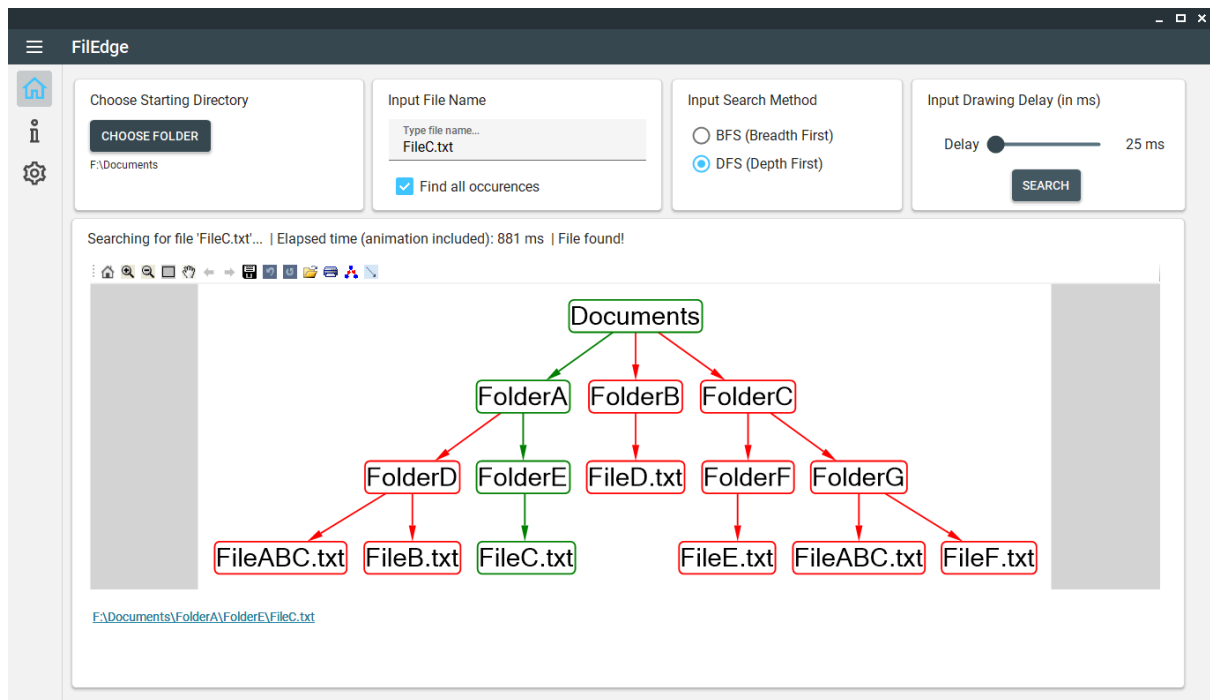 FilEdge
Choose Starting Directory
CHOOSE FOLDER
F:\Documents
Input File Name
Type file name...
FileC.txt
Find all occurences
Input Search Method
BFS (Breadth First)
DFS (Depth First)
Input Drawing Delay (in ms)
Delay 25 ms
SEARCH
Searching for file 'FileC.txt'... | Elapsed time (animation included): 881 ms | File found!
Documents
FolderA FolderB FolderC
FolderD FolderE FileD.txt FolderF FolderG
FileABC.txt FileB.txt FileC.txt FileE.txt FileABC.txt FileF.txt
F:\Documents\FolderA\FolderE\FileC.txt